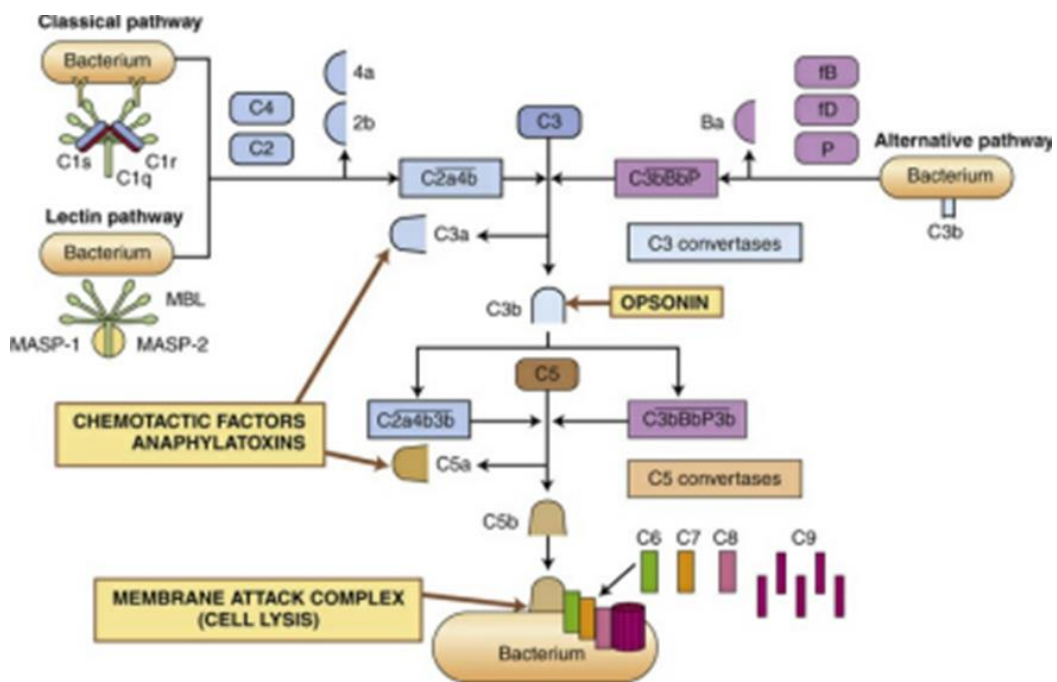 Classical pathway
Bacterium
C1s
C1r
C1q
Lectin pathway
Bacterium
MBL
MASP-1
MASP-2
C4
C2
4a
2b
C2a4b
C3
C3bBbP
Ba
fB
fD
P
Alternative pathway
Bacterium
C3b
C3a
C3 convertases
C3b
OPSONIN
C5
CHEMOTACTIC FACTORS
ANAPHYLATOXINS
C2a4b3b
C3bBbP3b
C5a
C5 convertases
C5b
C6
C7
C8
C9
MEMBRANE ATTACK COMPLEX
(CELL LYSIS)
Bacterium